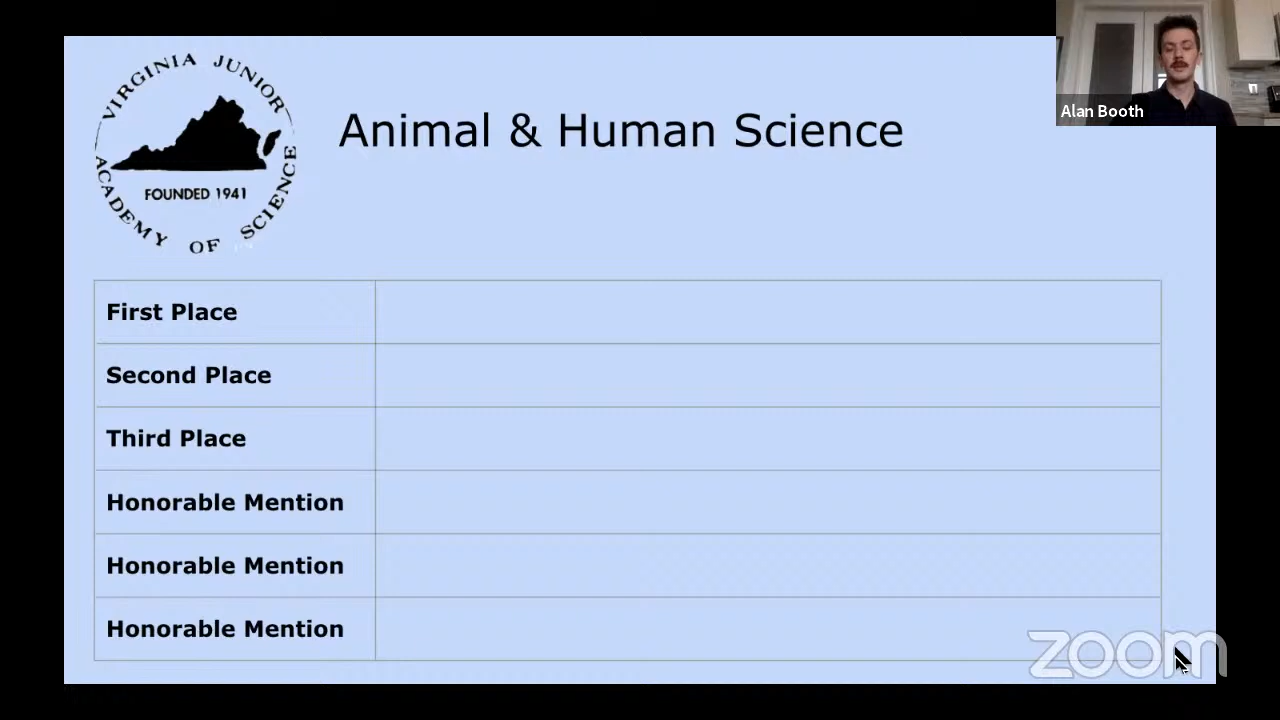 VIRGINIA JUNIOR
ACADEMY OF SCIENCE
FOUNDED 1941
Animal & Human Science
Alan Booth
First Place
Second Place
Third Place
Honorable Mention
Honorable Mention
Honorable Mention
zoom